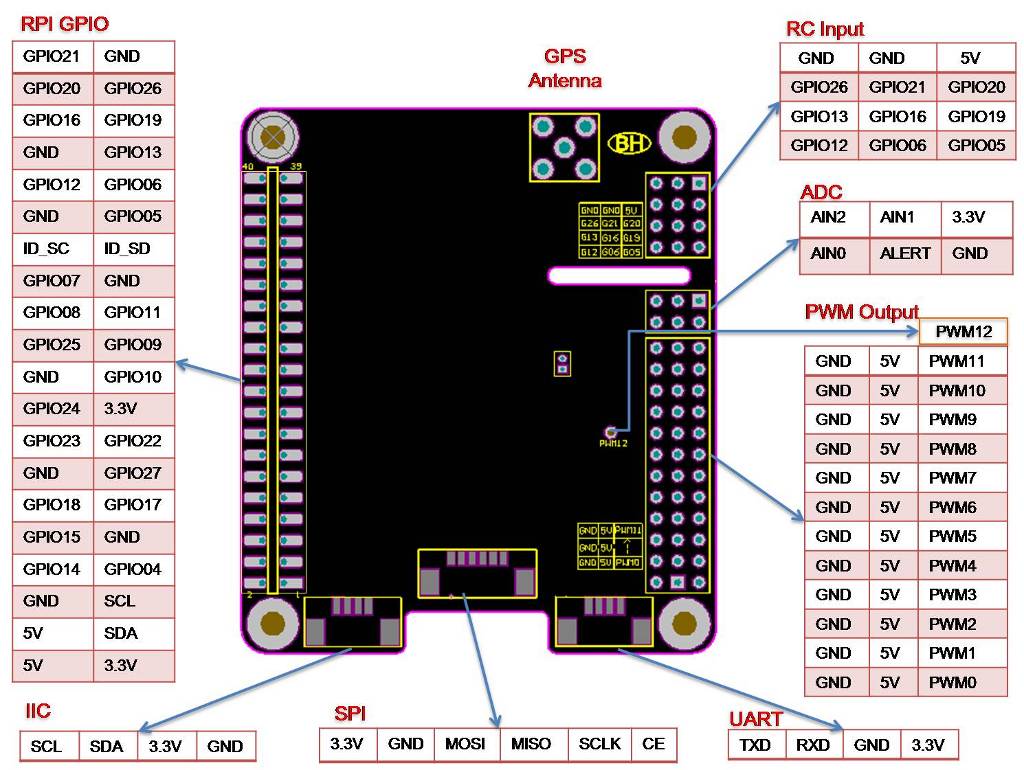 RPI GPIO
GPIO21 GND
GPIO20 GPIO26
GPIO16 GPIO19
GND GPIO13
GPIO12 GPIO06
GND GPIO05
ID_SC ID_SD
GPIO07 GND
GPIO08 GPIO11
GPIO25 GPIO09
GND GPIO10
GPIO24 3.3V
GPIO23 GPIO22
GND GPIO27
GPIO18 GPIO17
GPIO15 GND
GPIO14 GPIO04
GND SCL
5V SDA
5V 3.3V
GPS
Antenna
BH
40 39
GND GND 5V
G26 G21 G20
G13 G16 G19
G12 G06 G05
PWM12
GND 5V PWM11
GND 5V
GND 5V PWM0
2 1
RC Input
GND GND 5V
GPIO26 GPIO21 GPIO20
GPIO13 GPIO16 GPIO19
GPIO12 GPIO06 GPIO05
ADC
AIN2 AIN1 3.3V
AIN0 ALERT GND
PWM Output
PWM12
GND 5V PWM11
GND 5V PWM10
GND 5V PWM9
GND 5V PWM8
GND 5V PWM7
GND 5V PWM6
GND 5V PWM5
GND 5V PWM4
GND 5V PWM3
GND 5V PWM2
GND 5V PWM1
GND 5V PWM0
IIC
SCL SDA 3.3V GND
SPI
3.3V GND MOSI MISO SCLK CE
UART
TXD RXD GND 3.3V